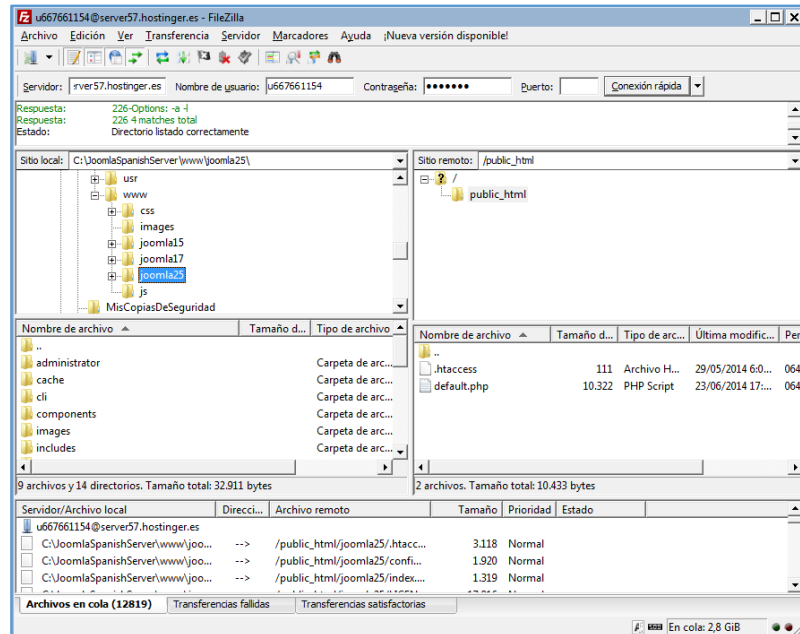 u667661154@server57.hostinger.es - FileZilla
Archivo Edición Ver Transferencia Servidor Marcadores Ayuda ¡Nueva versión disponible!
Servidor: rver57.hostinger.es Nombre de usuario: u667661154 Contraseña: ●●●●●●● Puerto: Conexión rápida
Respuesta: 226-Options: -a -l
Respuesta: 226 4 matches total
Estado: Directorio listado correctamente
Sitio local: C:\JoomlaSpanishServer\www\joomla25\
Sitio remoto: /public_html
usr
www
css
images
joomla15
joomla17
joomla25
js
MisCopiasDeSeguridad
/
public_html
Nombre de archivo Tamaño d... Tipo de archivo
..
administrator Carpeta de arc...
cache Carpeta de arc...
cli Carpeta de arc...
components Carpeta de arc...
images Carpeta de arc...
includes Carpeta de arc...
9 archivos y 14 directorios. Tamaño total: 32.911 bytes
Nombre de archivo Tamaño d... Tipo de arc... Última modific... Per
..
.htaccess 111 Archivo H... 29/05/2014 6:0... 064
default.php 10.322 PHP Script 23/06/2014 17:... 064
2 archivos. Tamaño total: 10.433 bytes
Servidor/Archivo local Direcci... Archivo remoto Tamaño Prioridad Estado
u667661154@server57.hostinger.es
C:\JoomlaSpanishServer\www\joo... --> /public_html/joomla25/.htacc... 3.118 Normal
C:\JoomlaSpanishServer\www\joo... --> /public_html/joomla25/confi... 1.920 Normal
C:\JoomlaSpanishServer\www\joo... --> /public_html/joomla25/index.... 1.319 Normal
Archivos en cola (12819) Transferencias fallidas Transferencias satisfactorias
En cola: 2,8 GiB